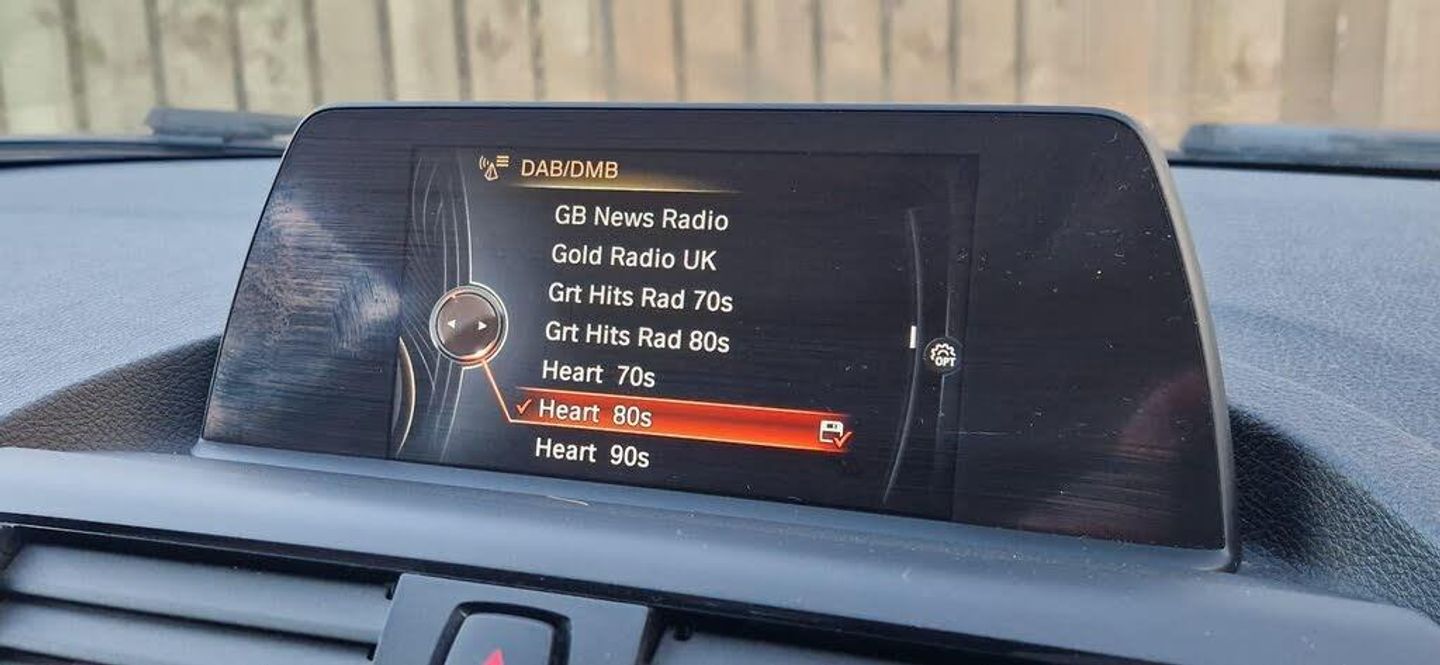 DAB/DMB
GB News Radio
Gold Radio UK
Grt Hits Rad 70s
Grt Hits Rad 80s
Heart 70s
Heart 80s
Heart 90s
OPT